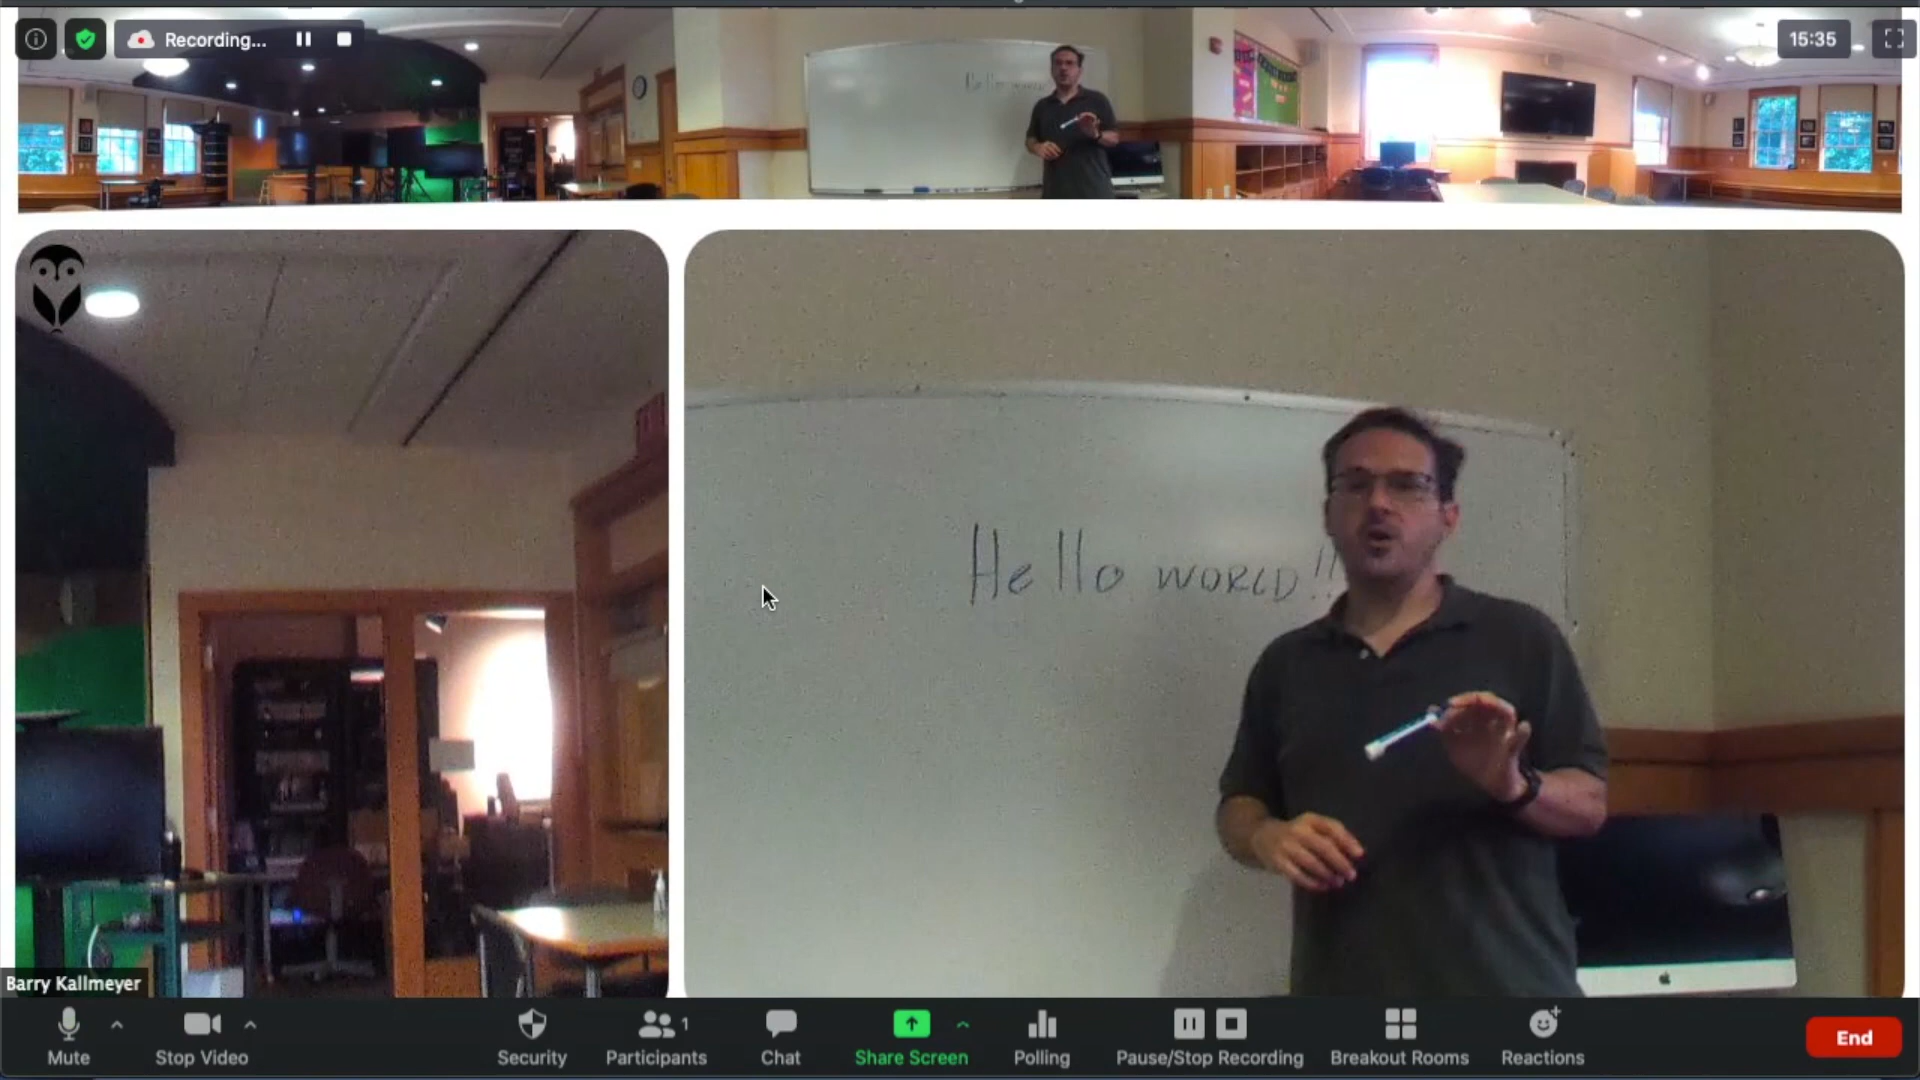 Recording...
15:35
Hello WORLD!!
Barry Kallmeyer
Mute
Stop Video
Security
Participants
1
Chat
Share Screen
Polling
Pause/Stop Recording
Breakout Rooms
Reactions
End